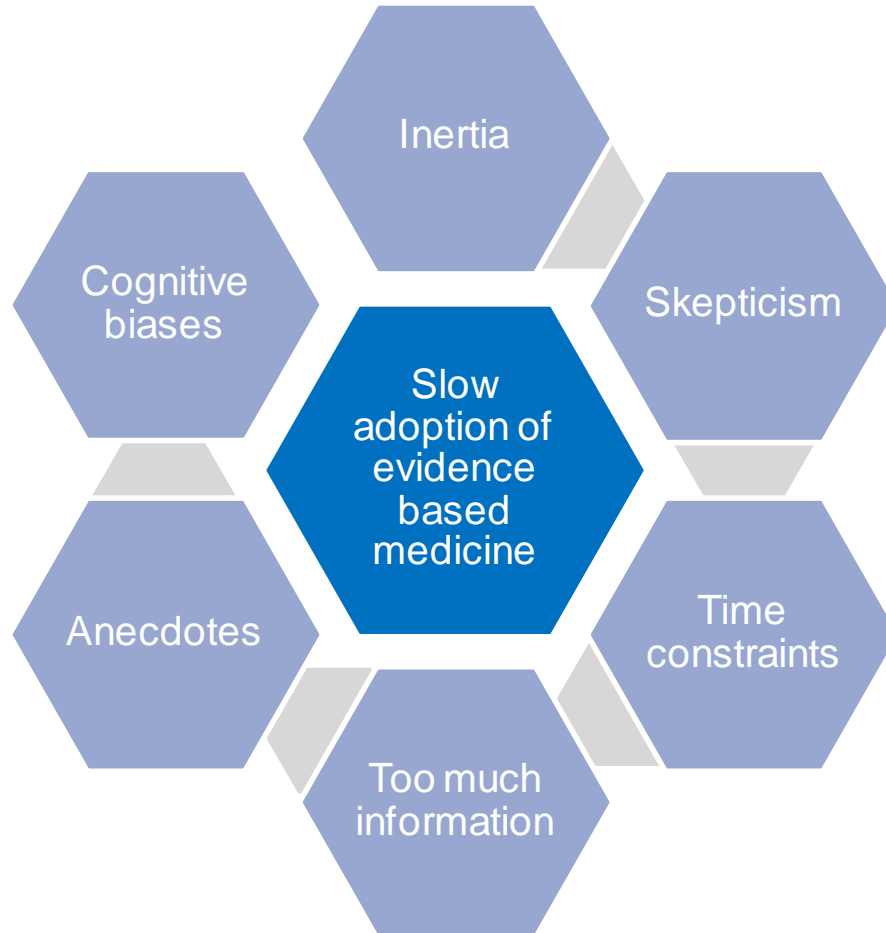 Inertia
Cognitive
biases
Skepticism
Slow
adoption of
evidence
based
medicine
Anecdotes
Time
constraints
Too much
information